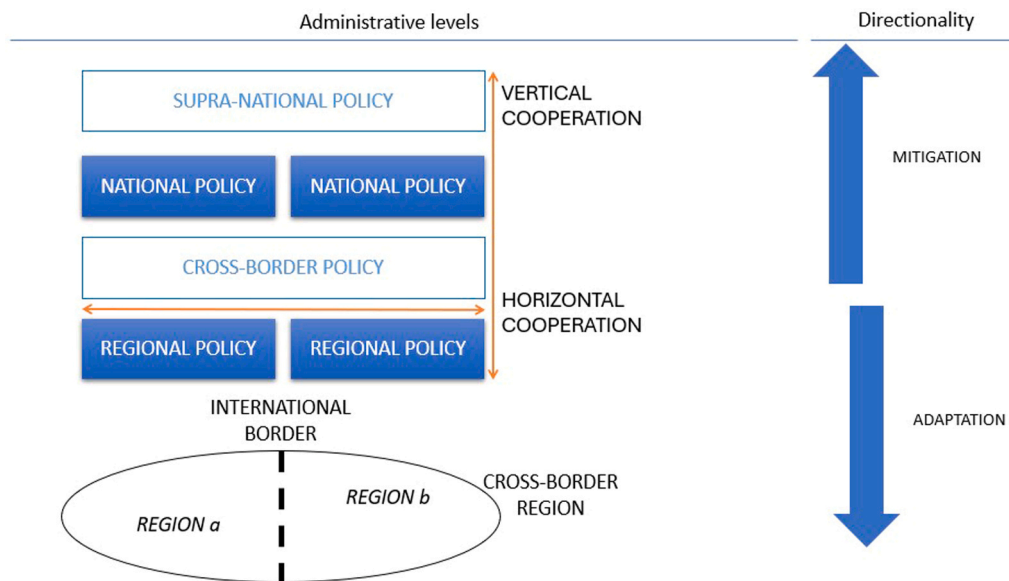 Administrative levels
Directionality
SUPRA-NATIONAL POLICY
VERTICAL
COOPERATION
MITIGATION
NATIONAL POLICY
NATIONAL POLICY
CROSS-BORDER POLICY
HORIZONTAL
COOPERATION
REGIONAL POLICY
REGIONAL POLICY
INTERNATIONAL
BORDER
ADAPTATION
CROSS-BORDER
REGION
REGION a
REGION b